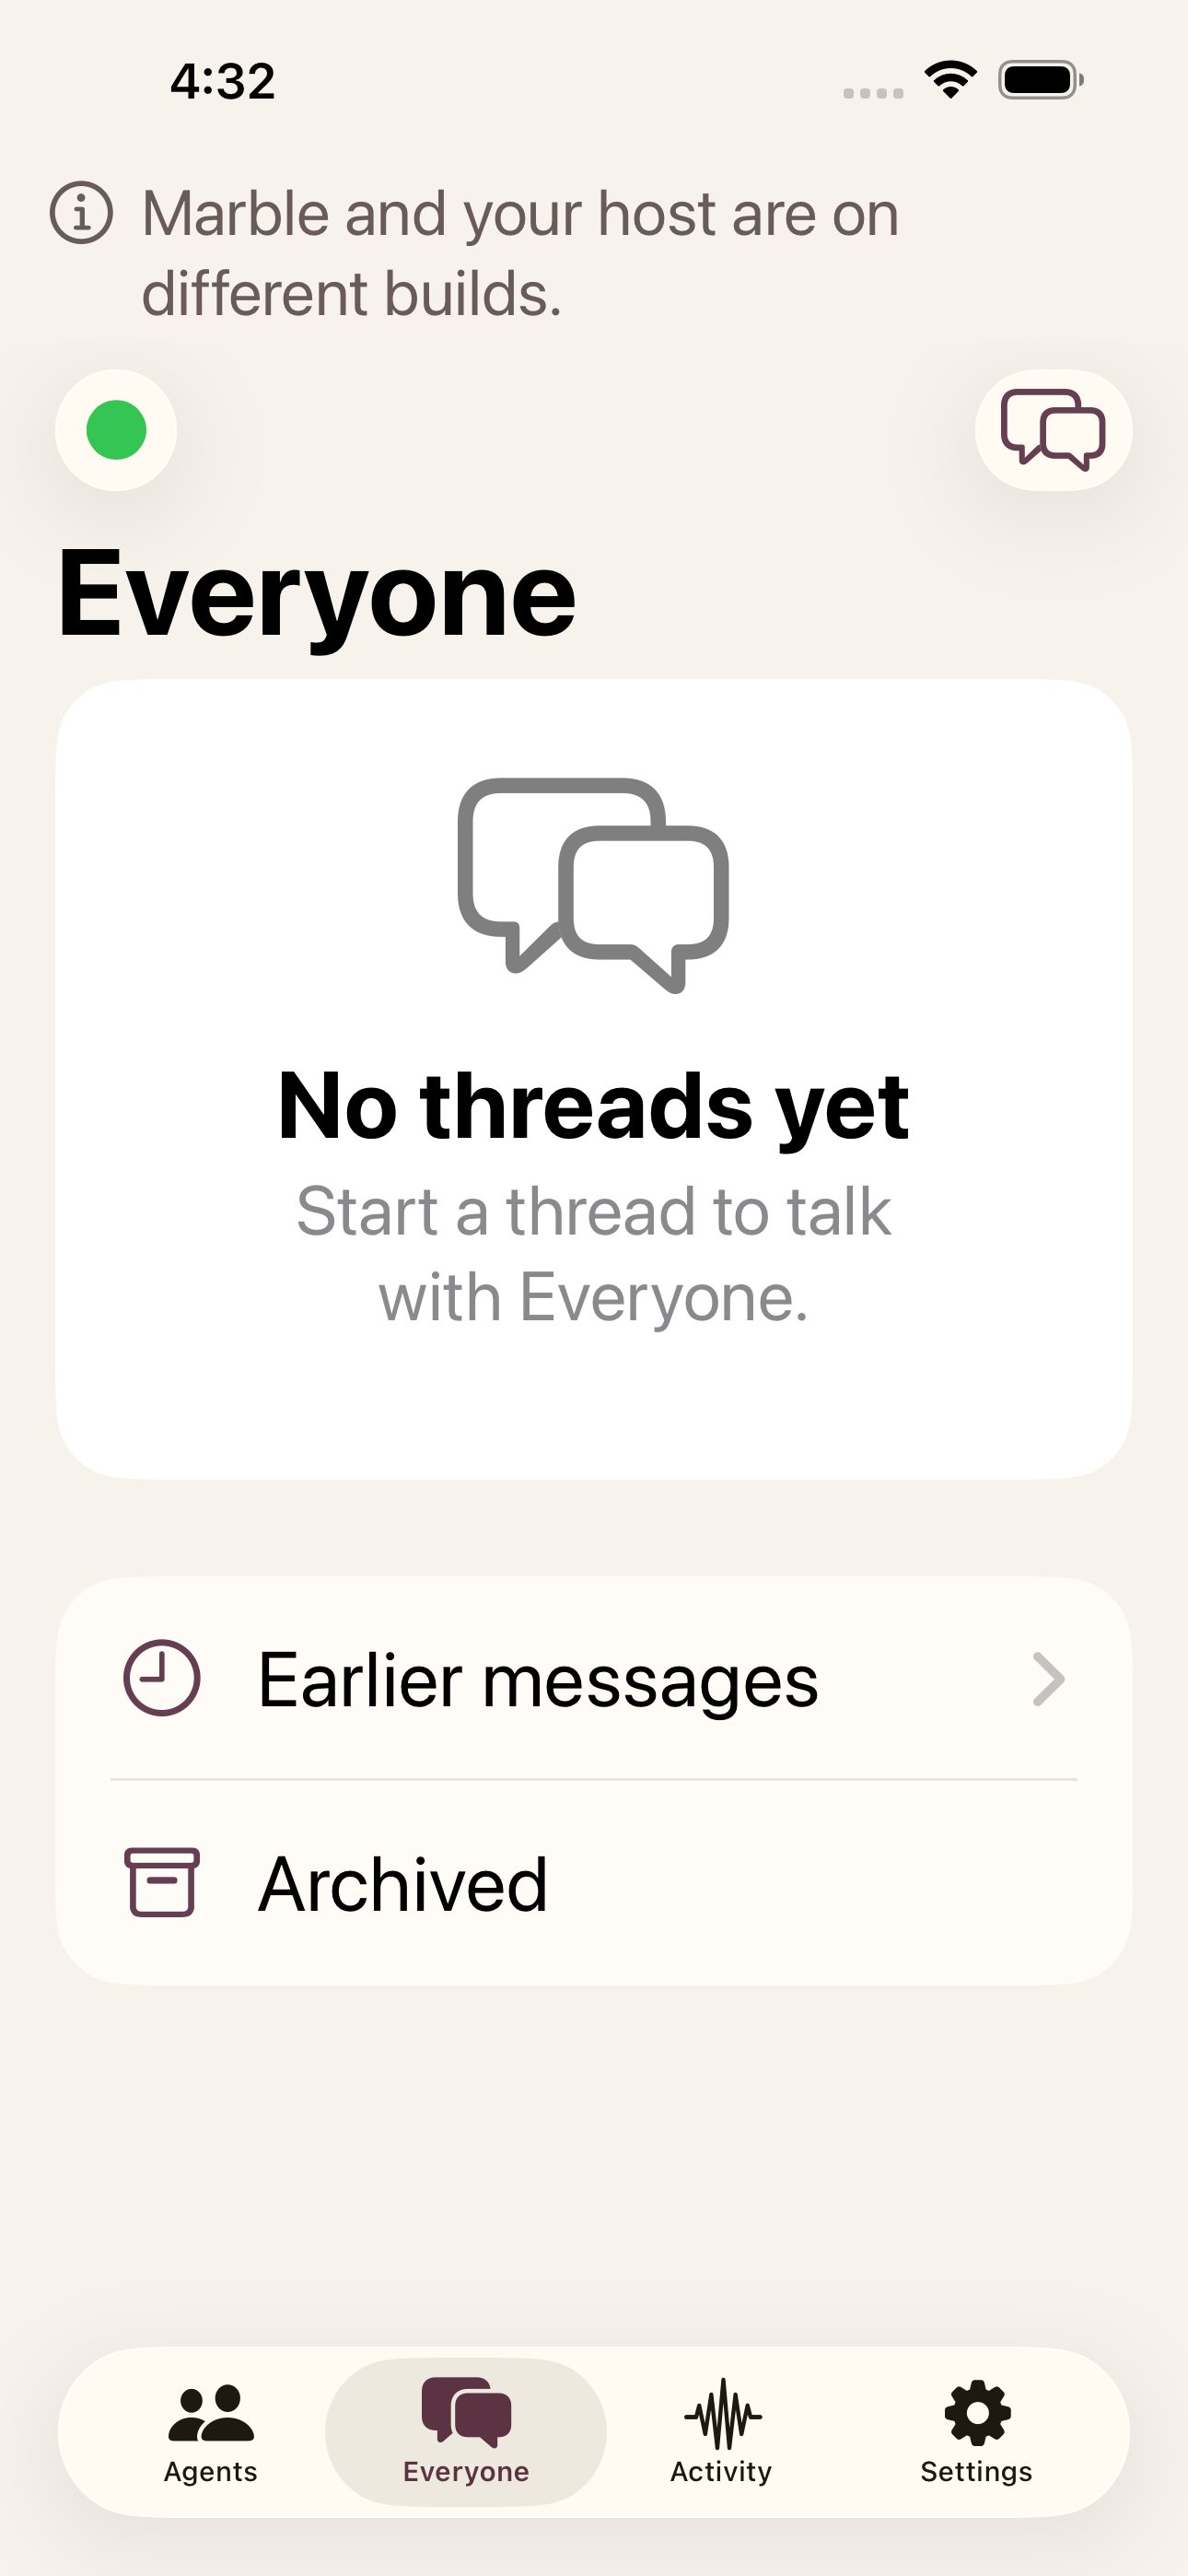 4:32
Marble and your host are on
different builds.
Everyone
No threads yet
Start a thread to talk
with Everyone.
Earlier messages
Archived
Agents
Everyone
Activity
Settings